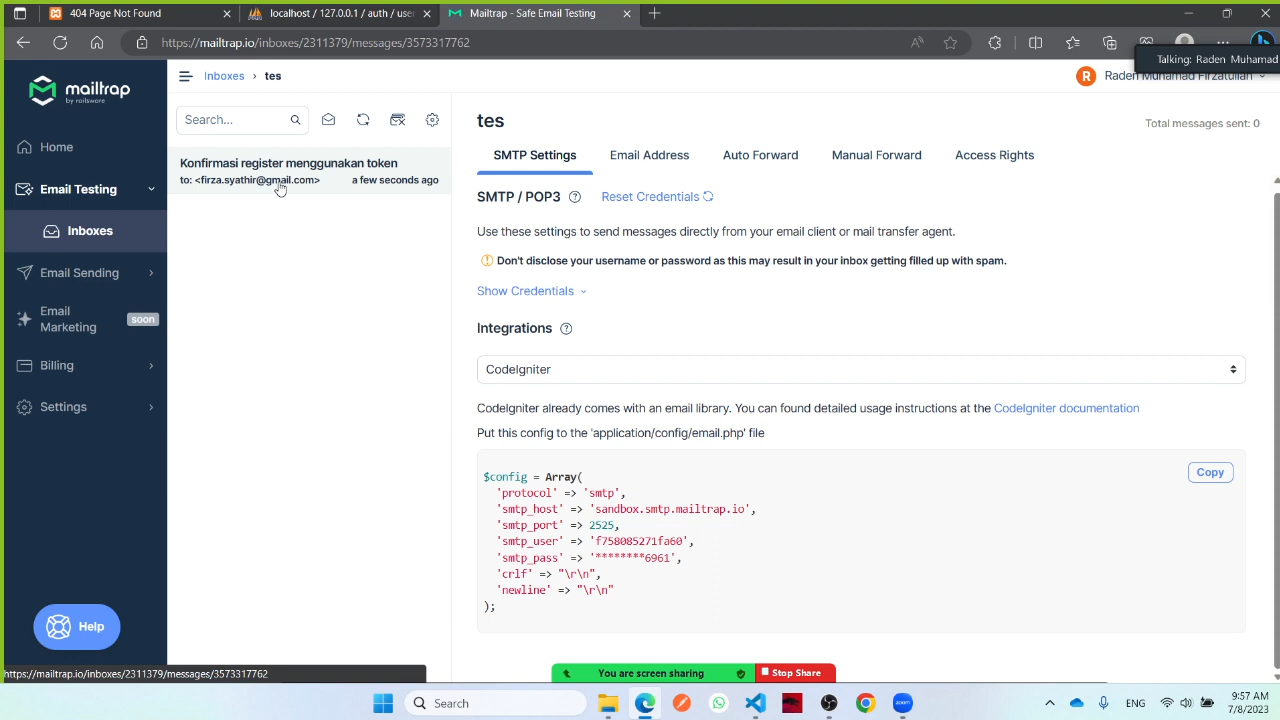 404 Page Not Found
localhost / 127.0.0.1 / auth / use
Mailtrap - Safe Email Testing
https://mailtrap.io/inboxes/2311379/messages/3573317762
Talking: Raden Muhamad
mailtrap
by railsware
Inboxes › tes
R
Raden Muhamad Firzatullah
Search...
Home
Email Testing
Inboxes
Email Sending
Email
Marketing
soon
Billing
Settings
Help
Konfirmasi register menggunakan token
to: <firza.syathir@gmail.com> a few seconds ago
tes
Total messages sent: 0
SMTP Settings Email Address Auto Forward Manual Forward Access Rights
SMTP / POP3 ? Reset Credentials
Use these settings to send messages directly from your email client or mail transfer agent.
Don't disclose your username or password as this may result in your inbox getting filled up with spam.
Show Credentials
Integrations ?
CodeIgniter
CodeIgniter already comes with an email library. You can found detailed usage instructions at the CodeIgniter documentation
Put this config to the 'application/config/email.php' file
Copy
$config = Array(
'protocol' => 'smtp',
'smtp_host' => 'sandbox.smtp.mailtrap.io',
'smtp_port' => 2525,
'smtp_user' => 'f758085271fa60',
'smtp_pass' => '********6961',
'crlf' => "\r\n",
'newline' => "\r\n"
);
https://mailtrap.io/inboxes/2311379/messages/3573317762
You are screen sharing
Stop Share
Search
zoom
ENG
9:57 AM
7/8/2023